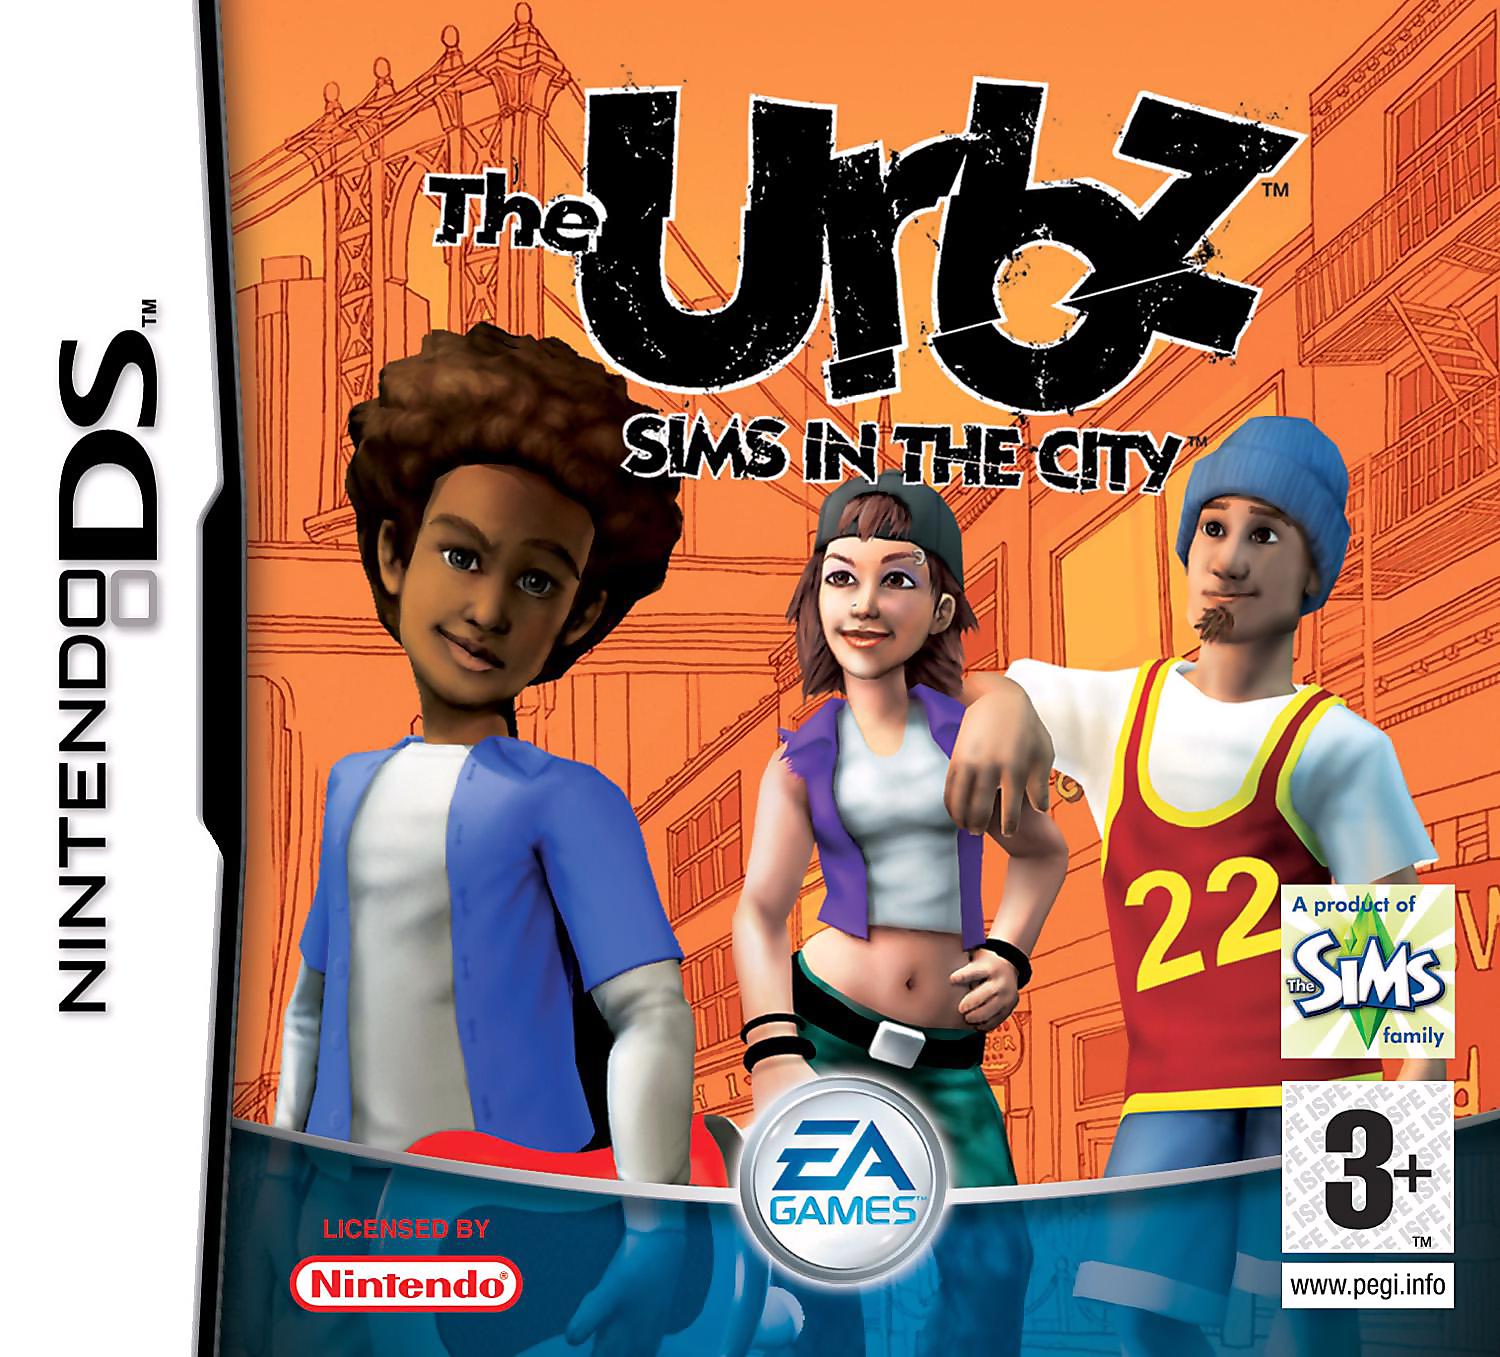 NINTENDO DS™
The Urbz™
SIMS IN THE CITY™
22
A product of
The SIMS
family
EA
GAMES™
3+
TM
www.pegi.info
LICENSED BY
Nintendo®